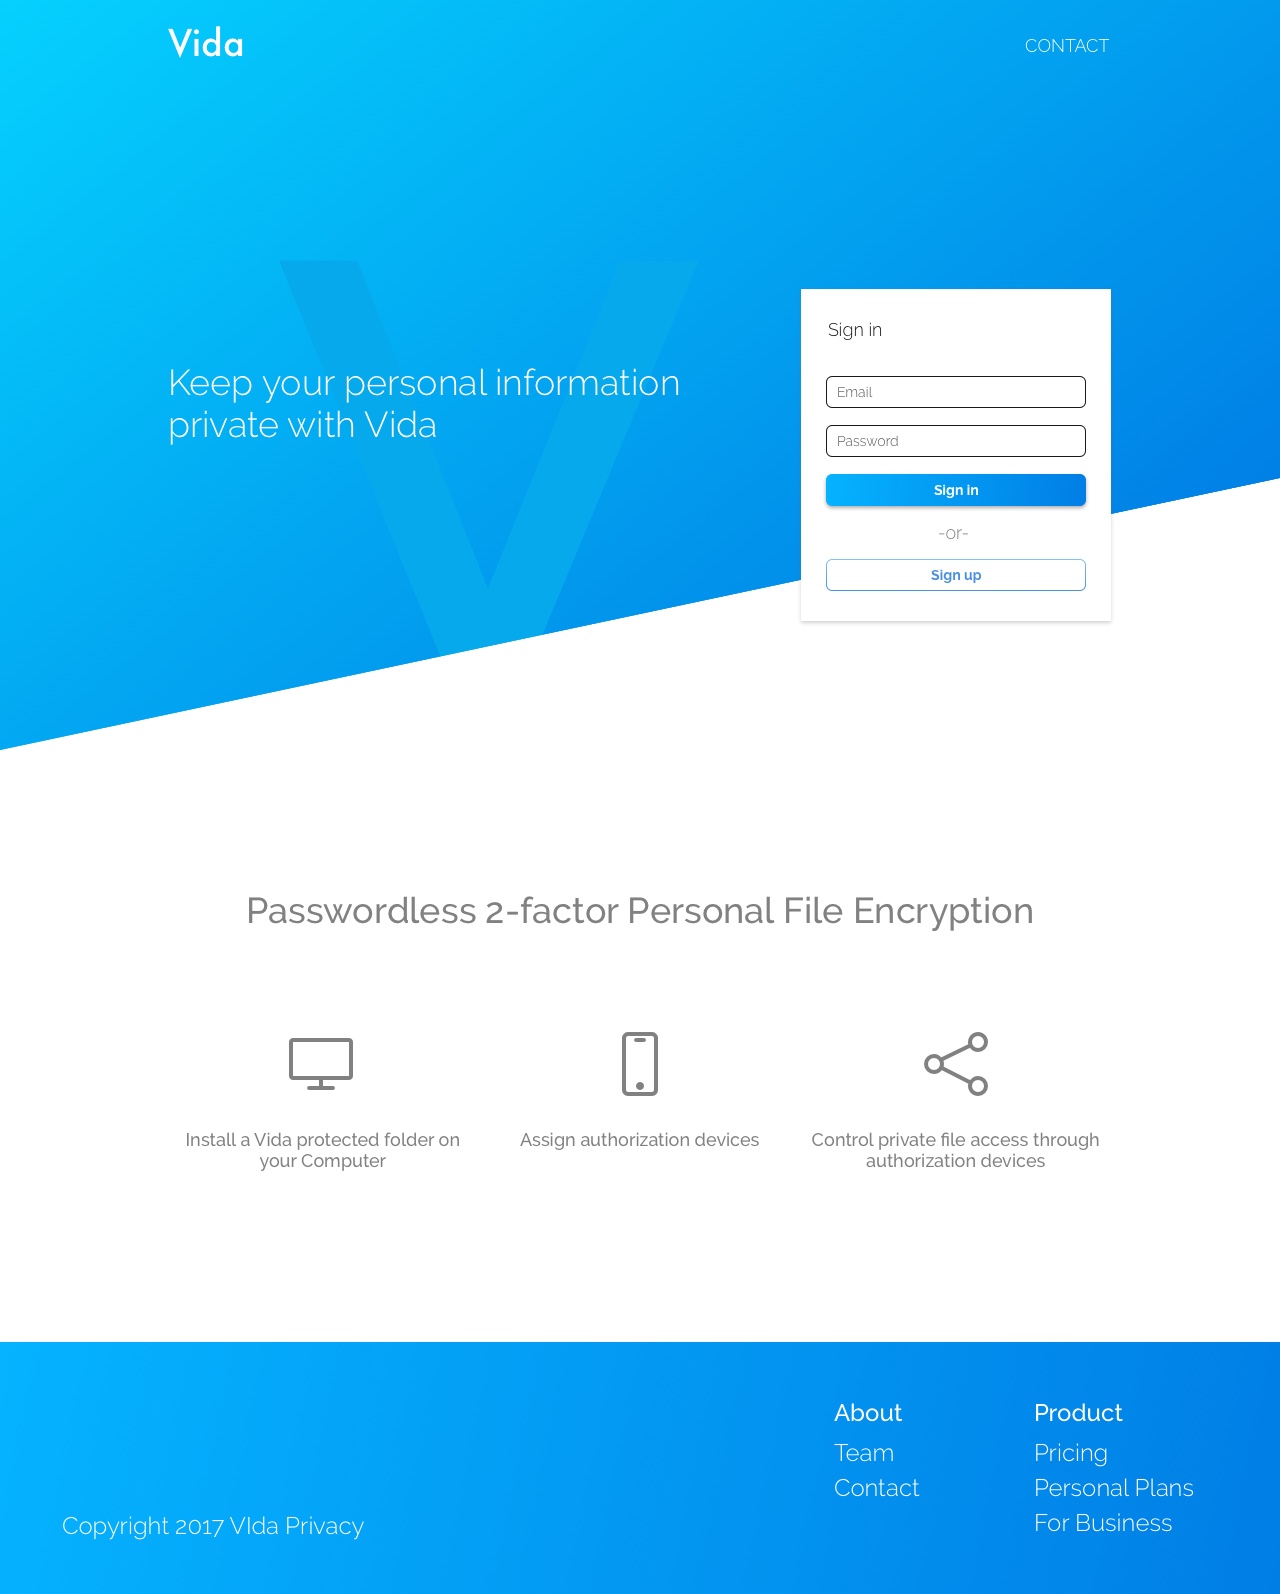 Vida
CONTACT
Keep your personal information
private with Vida
Sign in
Email
Password
Sign in
-or-
Sign up
Passwordless 2-factor Personal File Encryption
Install a Vida protected folder on
your Computer
Assign authorization devices
Control private file access through
authorization devices
About
Team
Contact
Product
Pricing
Personal Plans
For Business
Copyright 2017 VIda Privacy